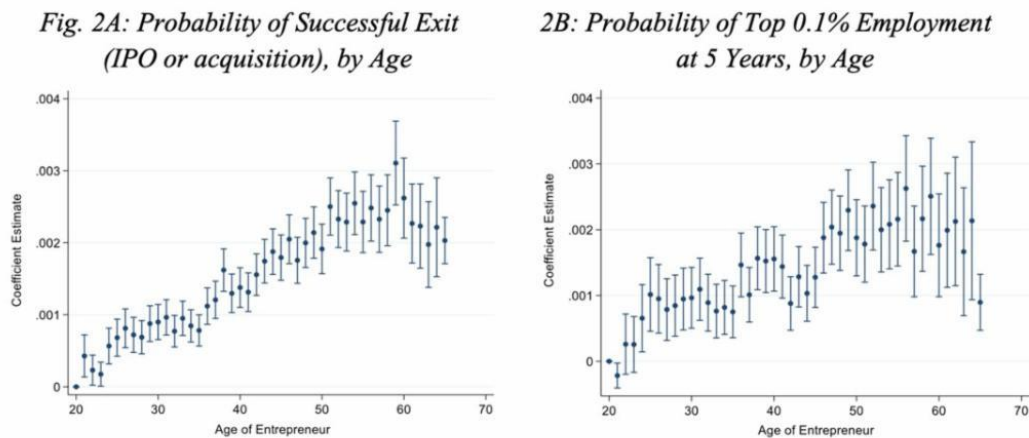 Fig. 2A: Probability of Successful Exit
(IPO or acquisition), by Age
.004
.003
.002
.001
0
Coefficient Estimate
20
30
40
50
60
70
Age of Entrepreneur
2B: Probability of Top 0.1% Employment
at 5 Years, by Age
.004
.003
.002
.001
0
Coefficient Estimate
20
30
40
50
60
70
Age of Entrepreneur